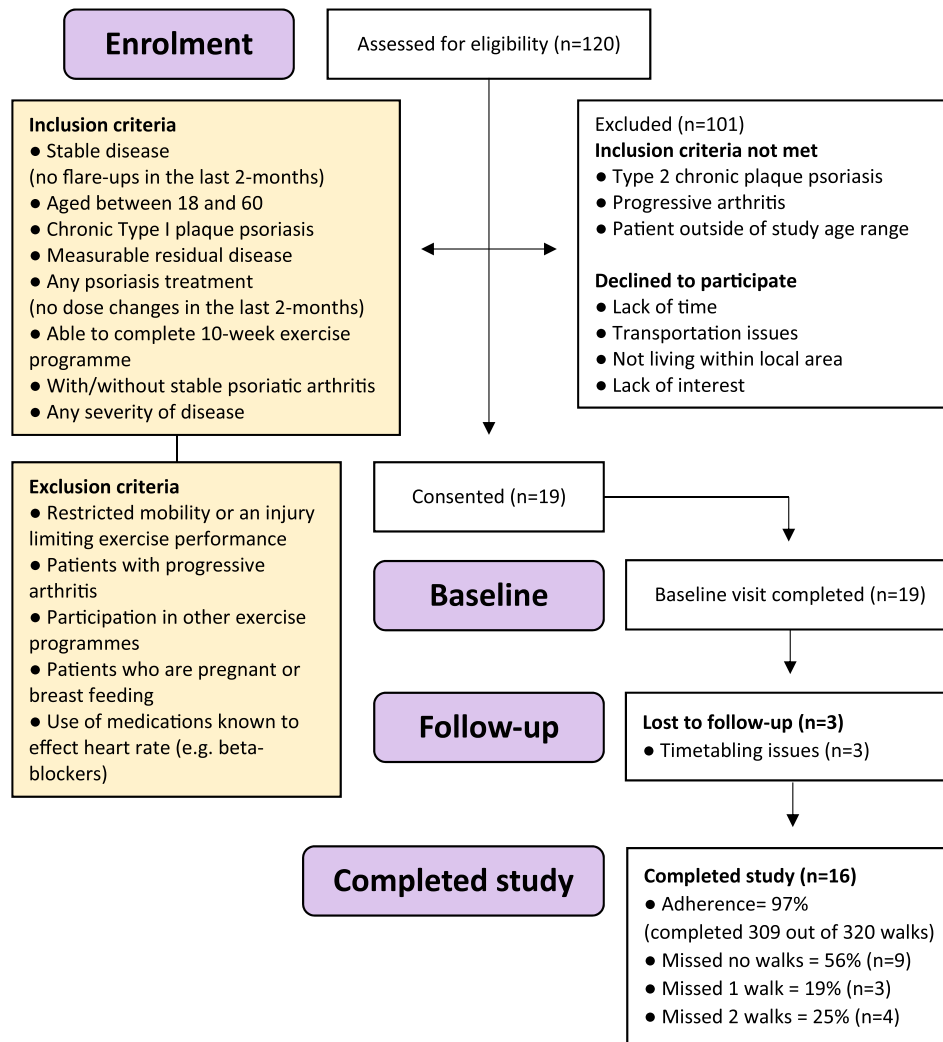 Enrolment
Assessed for eligibility (n=120)
Inclusion criteria
● Stable disease
(no flare-ups in the last 2-months)
● Aged between 18 and 60
● Chronic Type I plaque psoriasis
● Measurable residual disease
● Any psoriasis treatment
(no dose changes in the last 2-months)
● Able to complete 10-week exercise
programme
● With/without stable psoriatic arthritis
● Any severity of disease
Excluded (n=101)
Inclusion criteria not met
● Type 2 chronic plaque psoriasis
● Progressive arthritis
● Patient outside of study age range
Declined to participate
● Lack of time
● Transportation issues
● Not living within local area
● Lack of interest
Exclusion criteria
● Restricted mobility or an injury
limiting exercise performance
● Patients with progressive
arthritis
● Participation in other exercise
programmes
● Patients who are pregnant or
breast feeding
● Use of medications known to
effect heart rate (e.g. beta-
blockers)
Consented (n=19)
Baseline
Baseline visit completed (n=19)
Follow-up
Lost to follow-up (n=3)
● Timetabling issues (n=3)
Completed study
Completed study (n=16)
● Adherence= 97%
(completed 309 out of 320 walks)
● Missed no walks = 56% (n=9)
● Missed 1 walk = 19% (n=3)
● Missed 2 walks = 25% (n=4)